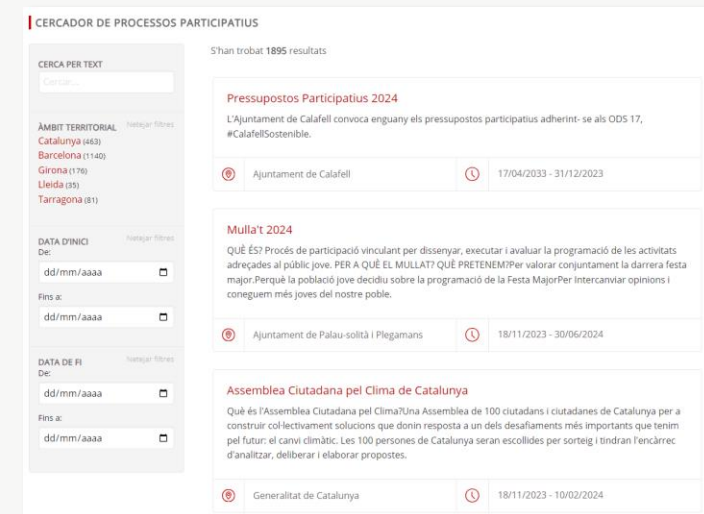 CERCADOR DE PROCESSOS PARTICIPATIUS
CERCA PER TEXT
Cercar...
ÀMBIT TERRITORIAL
Netejar filtres
Catalunya (463)
Barcelona (1140)
Girona (176)
Lleida (35)
Tarragona (81)
DATA D'INICI
Netejar filtres
De:
dd/mm/aaaa
Fins a:
dd/mm/aaaa
DATA DE FI
Netejar filtres
De:
dd/mm/aaaa
Fins a:
dd/mm/aaaa
S'han trobat 1895 resultats
Pressupostos Participatius 2024
L'Ajuntament de Calafell convoca enguany els pressupostos participatius adherint- se als ODS 17,
#CalafellSostenible.
Ajuntament de Calafell
17/04/2033 - 31/12/2023
Mulla't 2024
QUÈ ÉS? Procés de participació vinculant per dissenyar, executar i avaluar la programació de les activitats
adreçades al públic jove. PER A QUÈ EL MULLAT? QUÈ PRETENEM?Per valorar conjuntament la darrera festa
major.Perquè la població jove decidiu sobre la programació de la Festa MajorPer Intercanviar opinions i
coneguem més joves del nostre poble.
Ajuntament de Palau-solità i Plegamans
18/11/2023 - 30/06/2024
Assemblea Ciutadana pel Clima de Catalunya
Què és l'Assemblea Ciutadana pel Clima?Una Assemblea de 100 ciutadans i ciutadanes de Catalunya per a
construir col·lectivament solucions que donin resposta a un dels desafiaments més importants que tenim
pel futur: el canvi climàtic. Les 100 persones de Catalunya seran escollides per sorteig i tindran l'encàrrec
d'analitzar, deliberar i elaborar propostes.
Generalitat de Catalunya
18/11/2023 - 10/02/2024